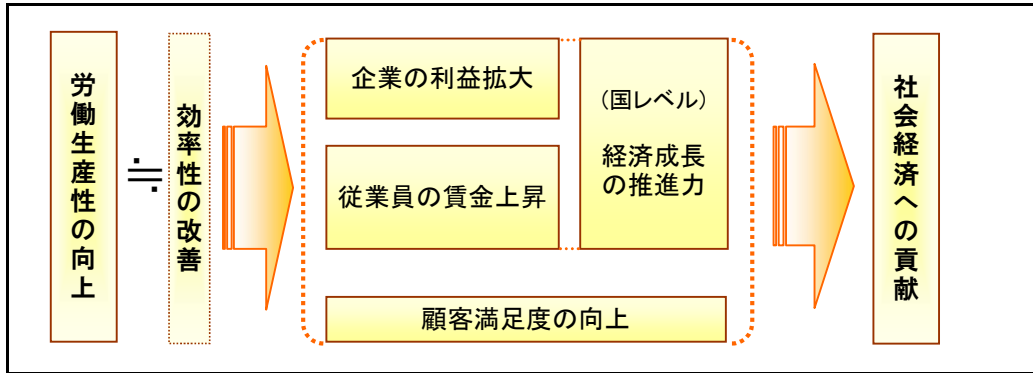 労働生産性の向上
≒
効率性の改善
企業の利益拡大
従業員の賃金上昇
(国レベル)
経済成長
の推進力
顧客満足度の向上
社会経済への貢献